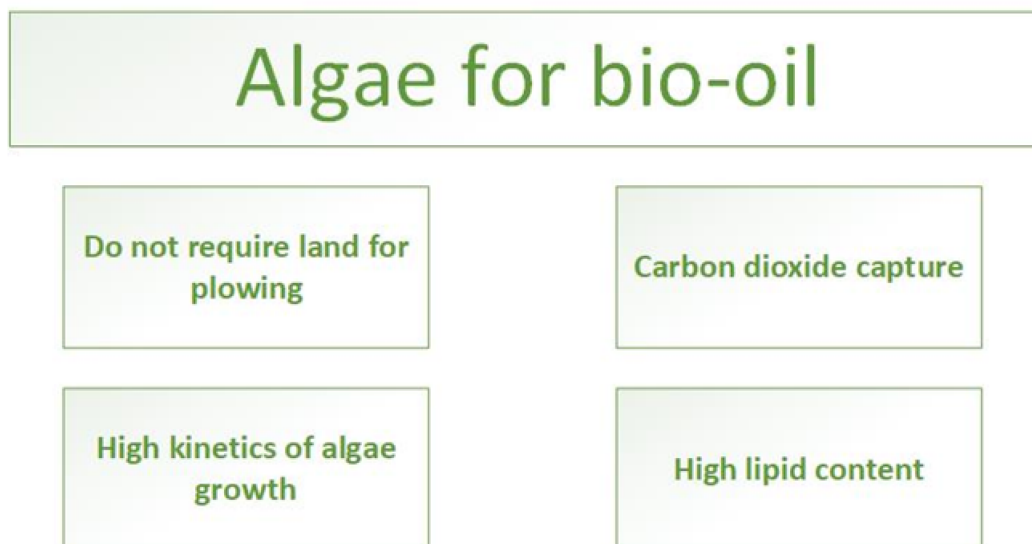 Algae for bio-oil
Do not require land for
plowing
Carbon dioxide capture
High kinetics of algae
growth
High lipid content